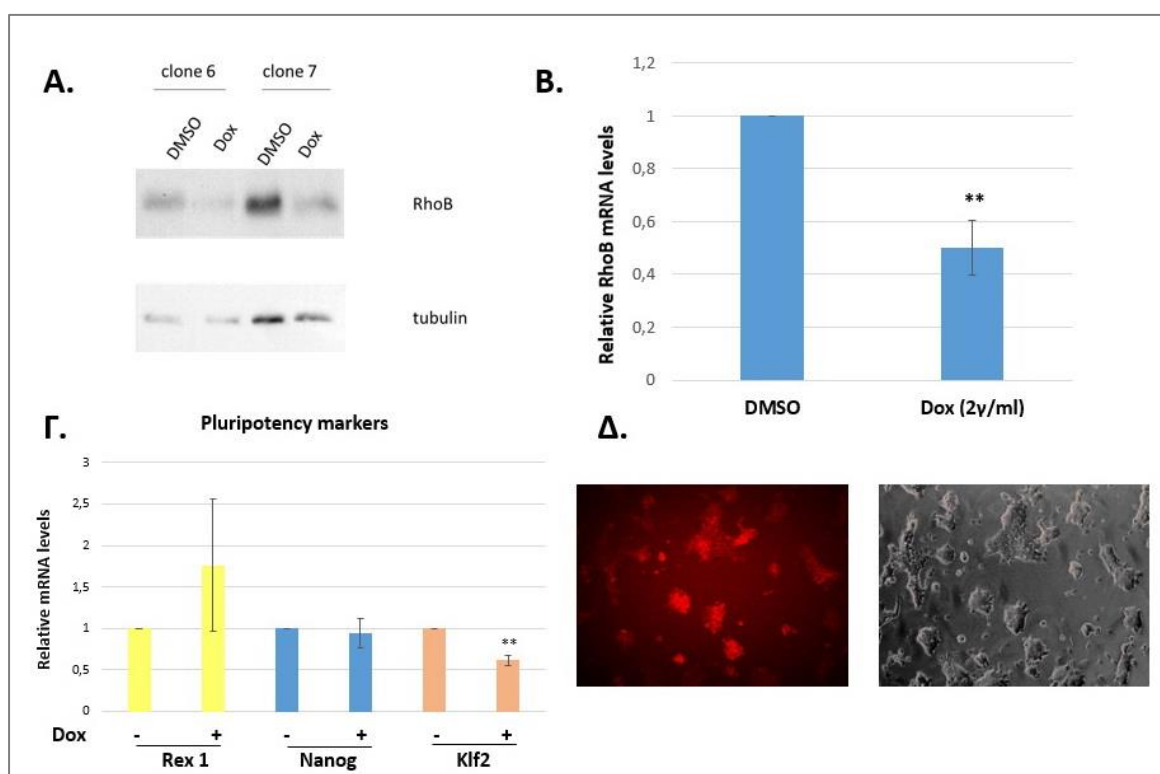 Α.
clone 6 clone 7
DMSO Dox DMSO Dox
RhoB
tubulin
Β.
Relative RhoB mRNA levels
1,2
1
0,8
0,6
0,4
0,2
0
**
DMSO Dox (2γ/ml)
Γ.
Pluripotency markers
Relative mRNA levels
3
2,5
2
1,5
1
0,5
0
**
Dox - + - + - +
Rex 1 Nanog Klf2
Δ.